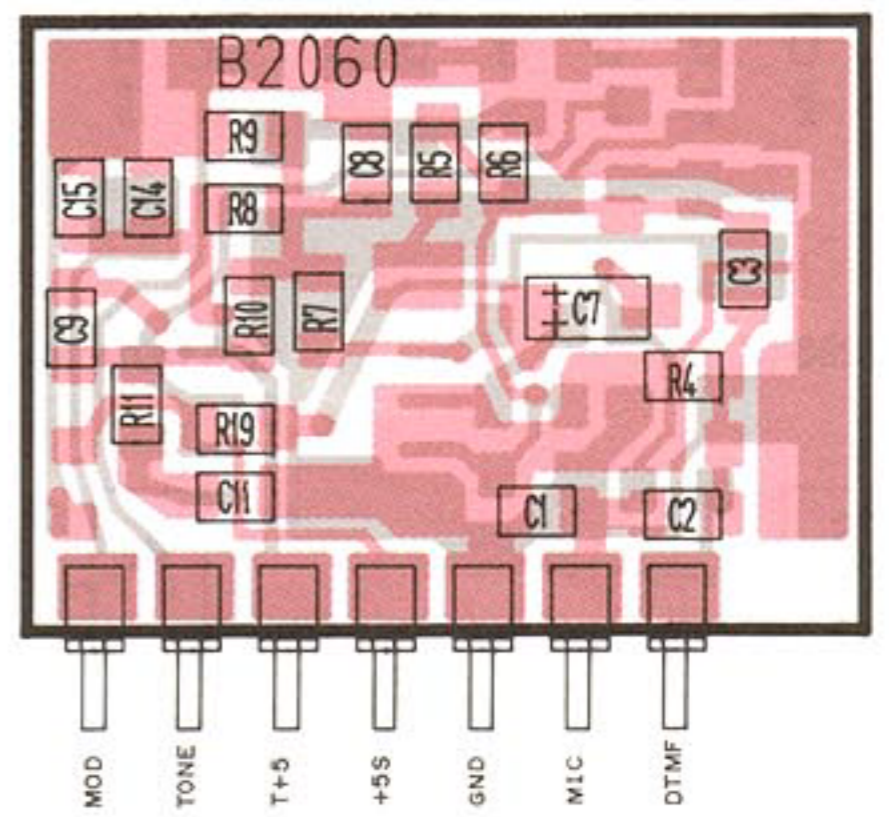 B2060
R9
C8
R5
R6
C15
C14
R8
C3
R10
R7
C7
C9
R4
R11
R19
C11
C1
C2
MOD
TONE
T+5
+5S
GND
MIC
DTMF